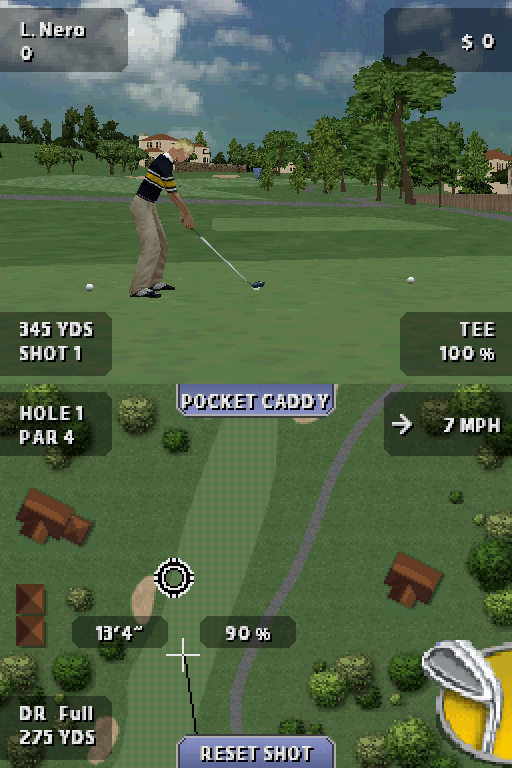 L. Nero
0
$ 0
345 YDS
SHOT 1
TEE
100 %
POCKET CADDY
HOLE 1
PAR 4
7 MPH
13'4"
90 %
DR Full
275 YDS
RESET SHOT